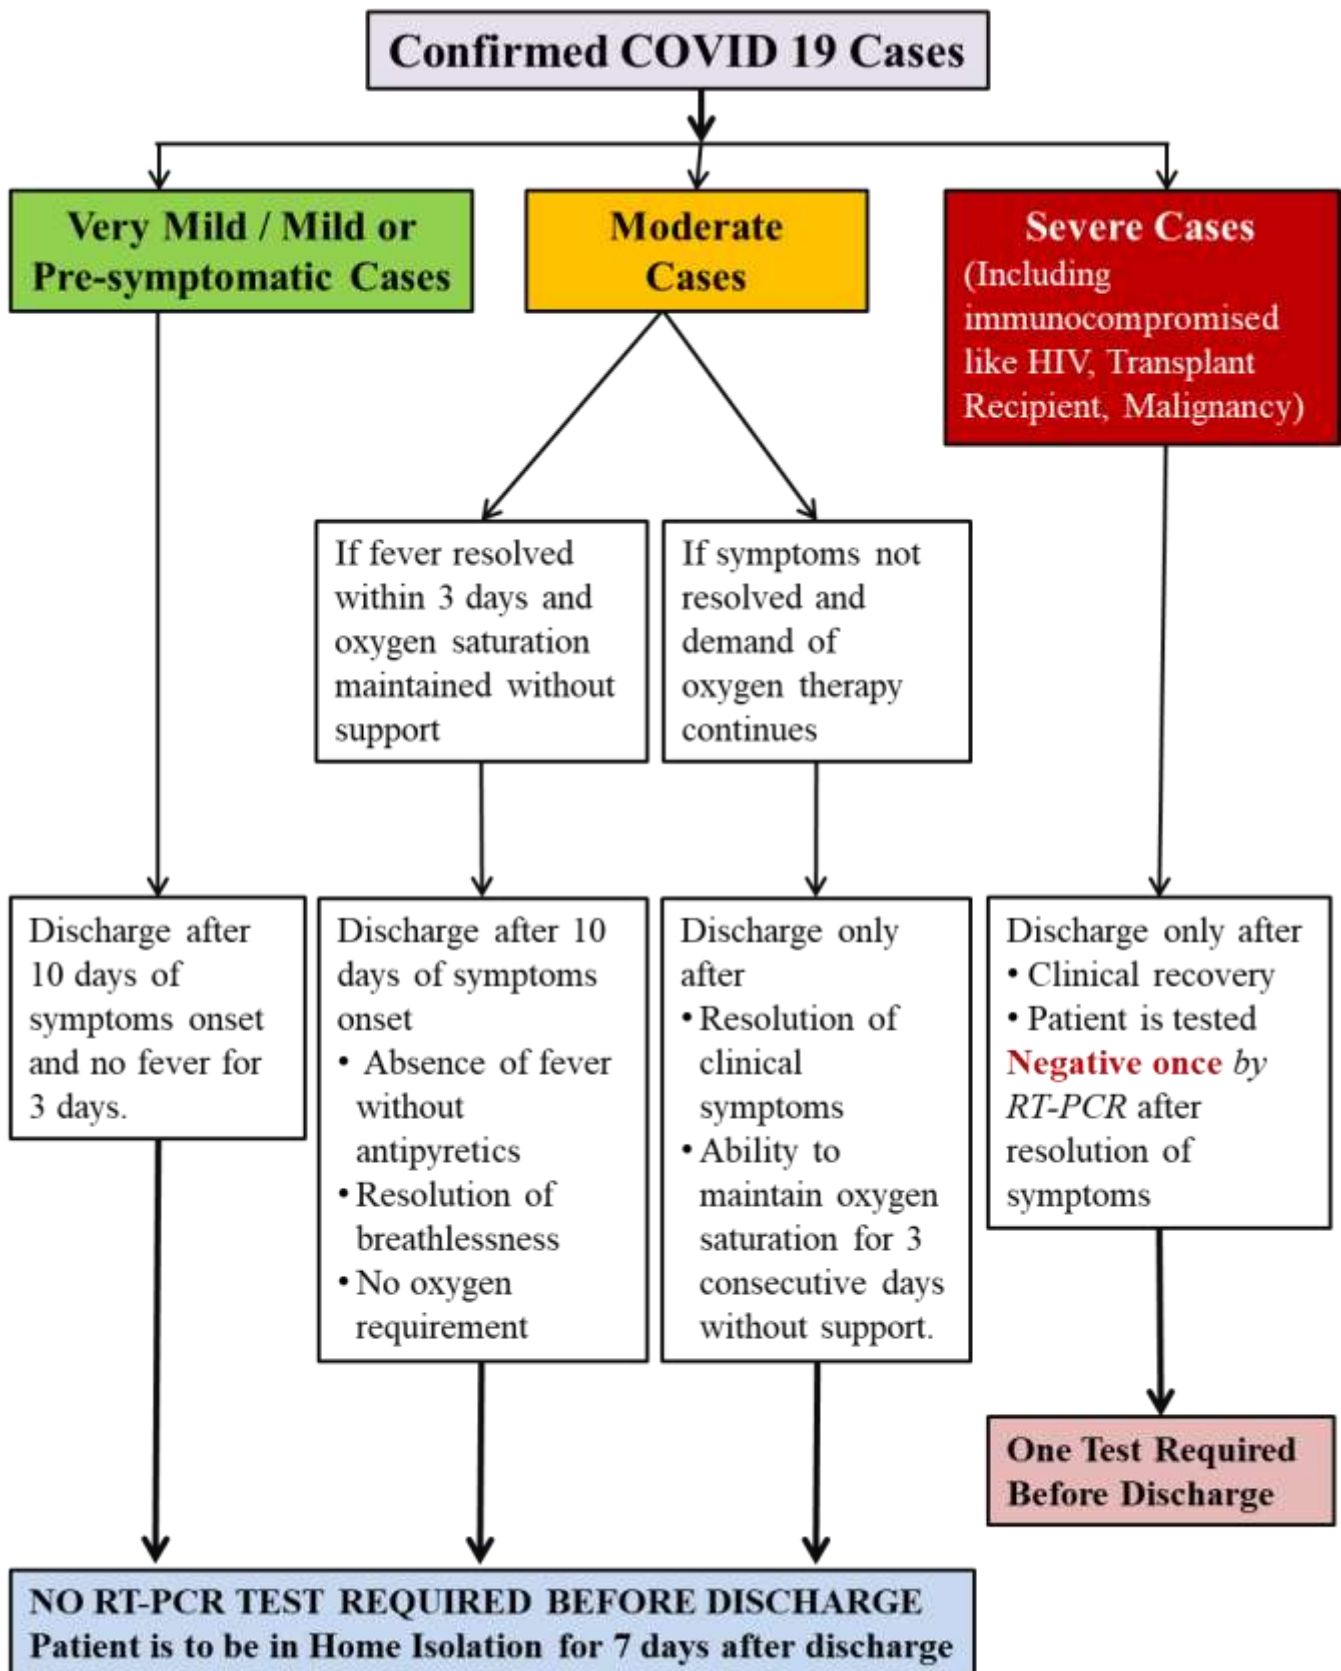 Confirmed COVID 19 Cases
Very Mild / Mild or
Pre-symptomatic Cases
Moderate
Cases
Severe Cases
(Including
immunocompromised
like HIV, Transplant
Recipient, Malignancy)
If fever resolved
within 3 days and
oxygen saturation
maintained without
support
If symptoms not
resolved and
demand of
oxygen therapy
continues
Discharge after
10 days of
symptoms onset
and no fever for
3 days.
Discharge after 10
days of symptoms
onset
• Absence of fever
without
antipyretics
• Resolution of
breathlessness
• No oxygen
requirement
Discharge only
after
• Resolution of
clinical
symptoms
• Ability to
maintain oxygen
saturation for 3
consecutive days
without support.
Discharge only after
• Clinical recovery
• Patient is tested
Negative once by
RT-PCR after
resolution of
symptoms
One Test Required
Before Discharge
NO RT-PCR TEST REQUIRED BEFORE DISCHARGE
Patient is to be in Home Isolation for 7 days after discharge